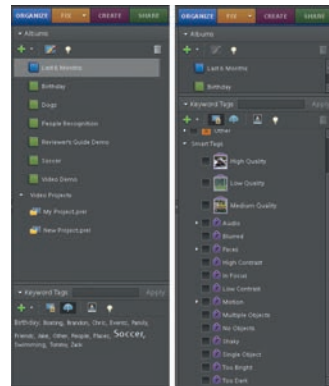 ORGANIZE FIX CREATE SHARE
Albums
Last 6 Months
Birthday
Dogs
People Recognition
Reviewer's Guide Demo
Soccer
Video Demo
Video Projects
My Project.prel
New Project.prel
Keyword Tags Apply
Birthday, Boating, Brandon, Chris, Events, Family,
Friends, Jake, Other, People, Places, Soccer,
Swimming, Tommy, Zack
ORGANIZE FIX CREATE SHARE
Albums
Last 6 Months
Birthday
Keyword Tags Apply
Other
Smart Tags
High Quality
Low Quality
Medium Quality
Audio
Blurred
Faces
High Contrast
In Focus
Low Contrast
Motion
Multiple Objects
No Objects
Shaky
Single Object
Too Bright
Too Dark